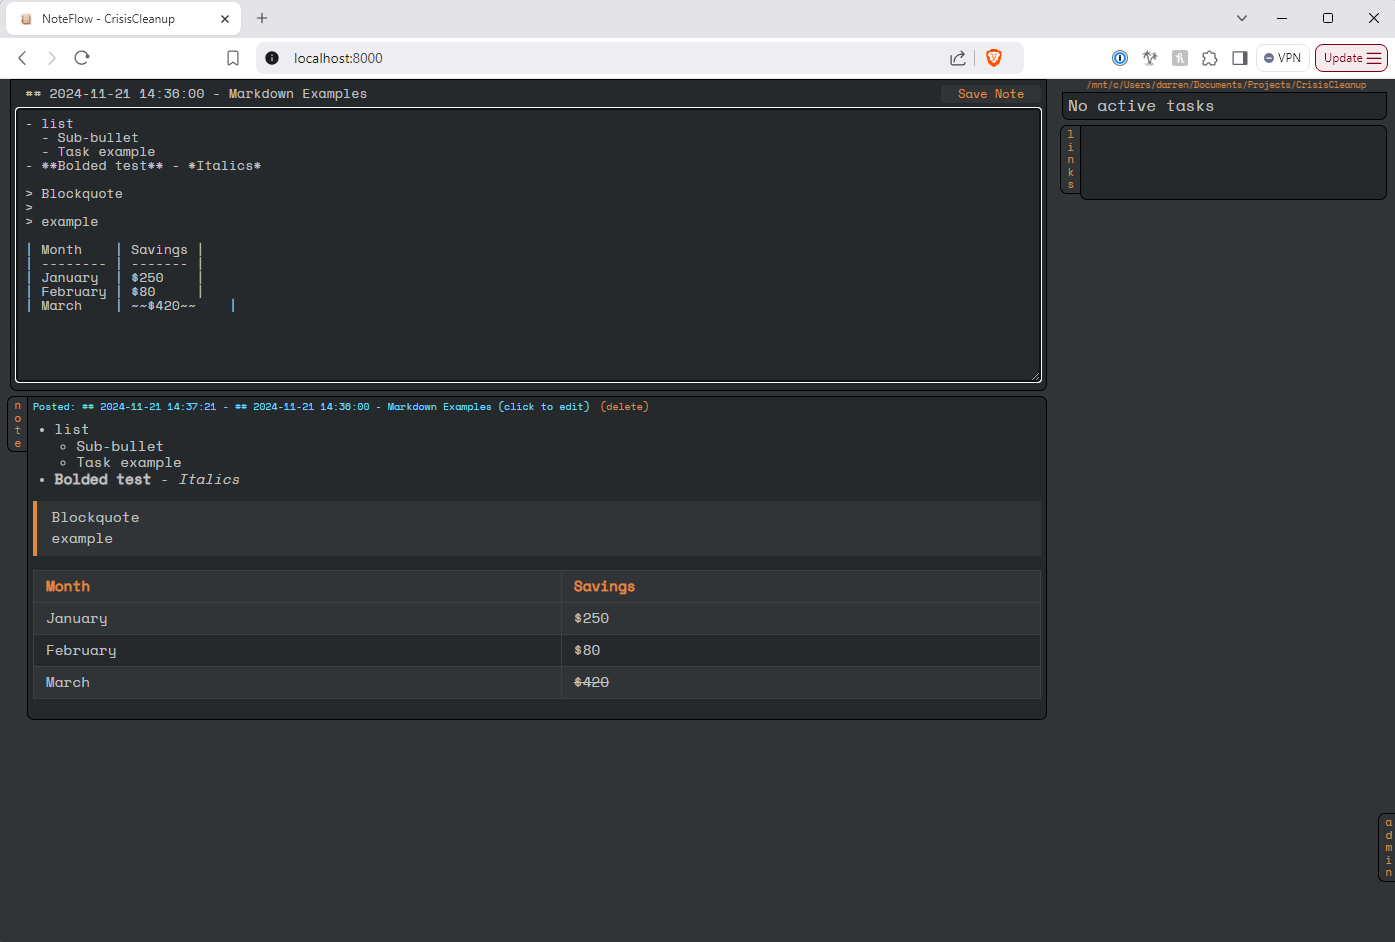 NoteFlow - CrisisCleanup
localhost:8000
VPN
Update
## 2024-11-21 14:36:00 - Markdown Examples
Save Note
- list
  - Sub-bullet
  - Task example
- **Bolded test** - *Italics*
> Blockquote
>
> example
| Month    | Savings |
| -------- | ------- |
| January  | $250    |
| February | $80     |
| March    | ~~$420~~    |
/mnt/c/Users/darren/Documents/Projects/CrisisCleanup
No active tasks
links
note
Posted: ## 2024-11-21 14:37:21 - ## 2024-11-21 14:36:00 - Markdown Examples (click to edit) (delete)
• list
◦ Sub-bullet
◦ Task example
• Bolded test - Italics
Blockquote
example
Month Savings
January $250
February $80
March $420
admin